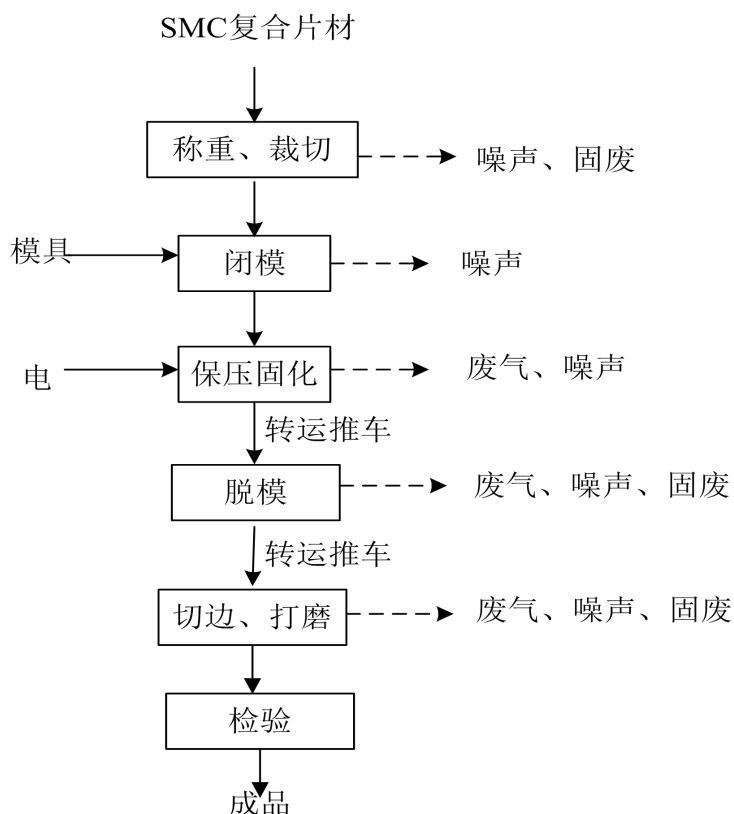 SMC复合片材
称重、裁切
噪声、固废
模具
闭模
噪声
电
保压固化
废气、噪声
转运推车
脱模
废气、噪声、固废
转运推车
切边、打磨
废气、噪声、固废
检验
成品